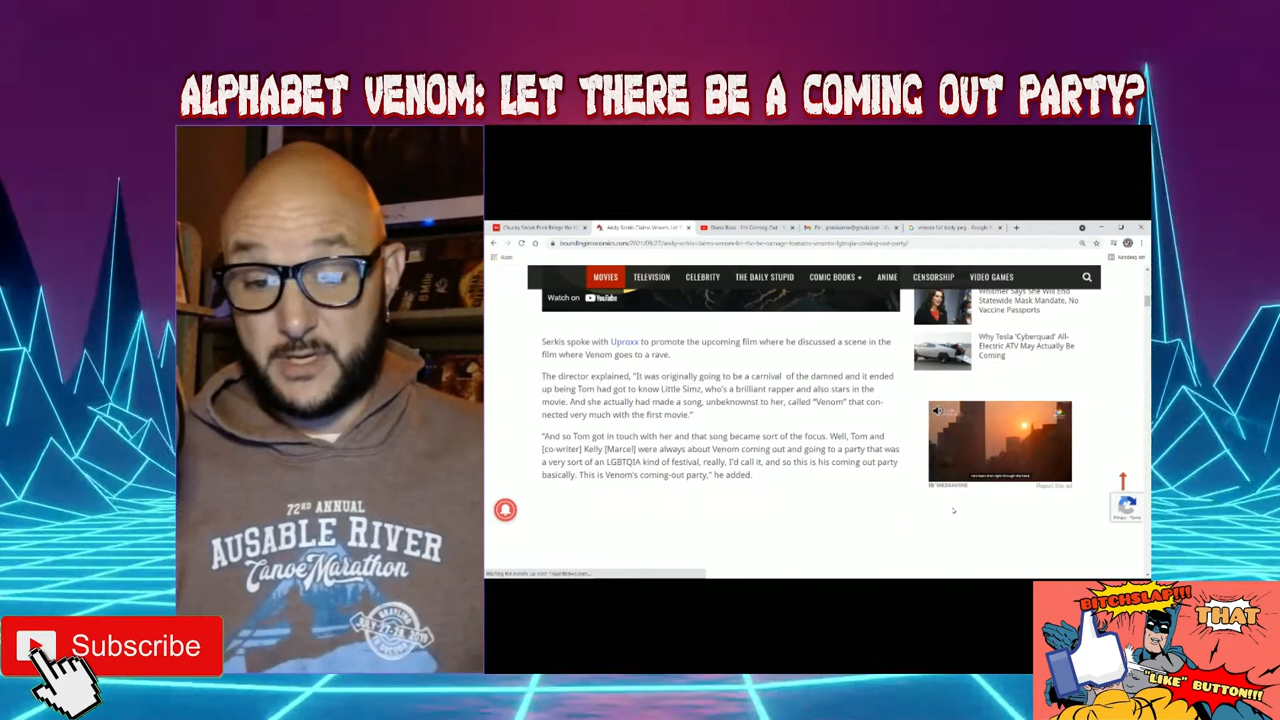 ALPHABET VENOM: LET THERE BE A COMING OUT PARTY?
MOVIES TELEVISION CELEBRITY THE DAILY STUPID COMIC BOOKS + ANIME CENSORSHIP VIDEO GAMES
Apps
Watch on YouTube
Serkis spoke with Uproxx to promote the upcoming film where he discussed a scene in the
film where Venom goes to a rave.
The director explained, "It was originally going to be a carnival of the damned and it ended
up being Tom had got to know Little Simz, who's a brilliant rapper and also stars in the
movie. And she actually had made a song, unbeknownst to her, called "Venom" that con-
nected very much with the first movie."
"And so Tom got in touch with her and that song became sort of the focus. Well, Tom and
[co-writer] Kelly [Marcel] were always about Venom coming out and going to a party that was
a very sort of an LGBTQIA kind of festival, really, I'd call it, and so this is his coming out party
basically. This is Venom's coming-out party," he added.
Whitmer Says She Will End
Statewide Mask Mandate, No
Vaccine Passports
Why Tesla 'Cyberquad' All-
Electric ATV May Actually Be
Coming
Report this ad
72ND ANNUAL
AUSABLE RIVER
Canoe Marathon
GRAYLING
JULY 27-28, 2019
Subscribe
BITCHSLAP!!!
THAT
"LIKE" BUTTON!!!